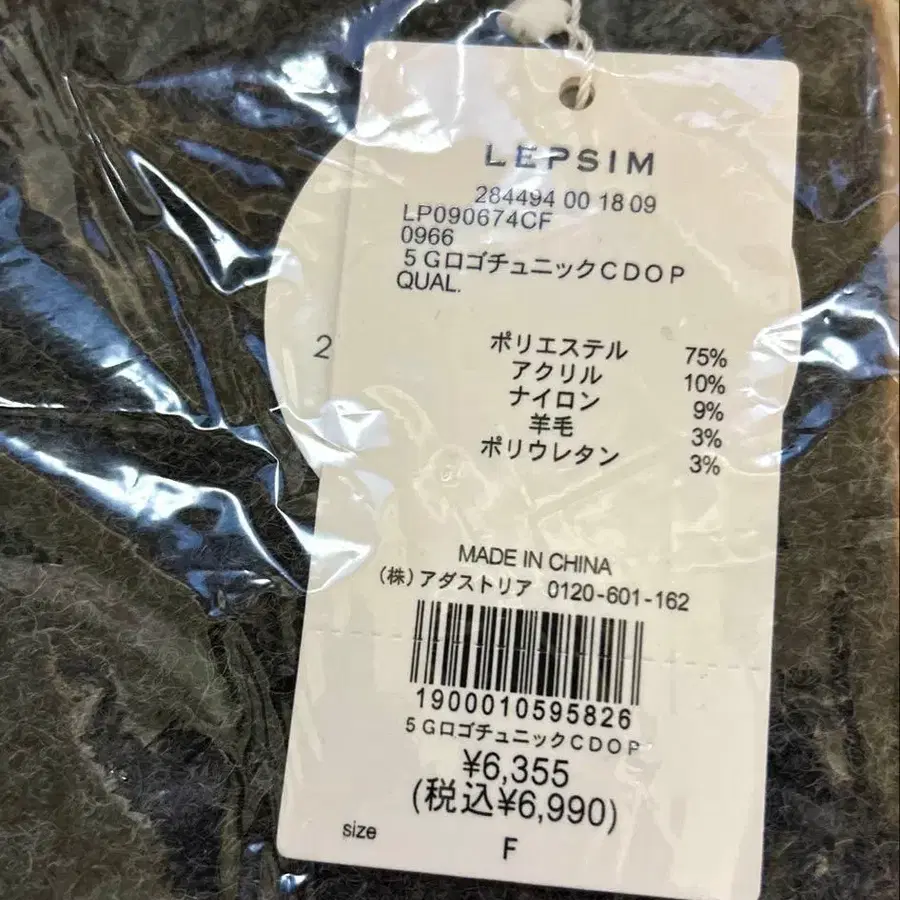 LEPSIM
284494 00 18 09
LP090674CF
0966
5GロゴチュニックCDOP
QUAL.
2
ポリエステル 75%
アクリル 10%
ナイロン 9%
羊毛 3%
ポリウレタン 3%
MADE IN CHINA
(株)アダストリア 0120-601-162
1900010595826
5GロゴチュニックCDOP
¥6,355
(税込¥6,990)
size
F